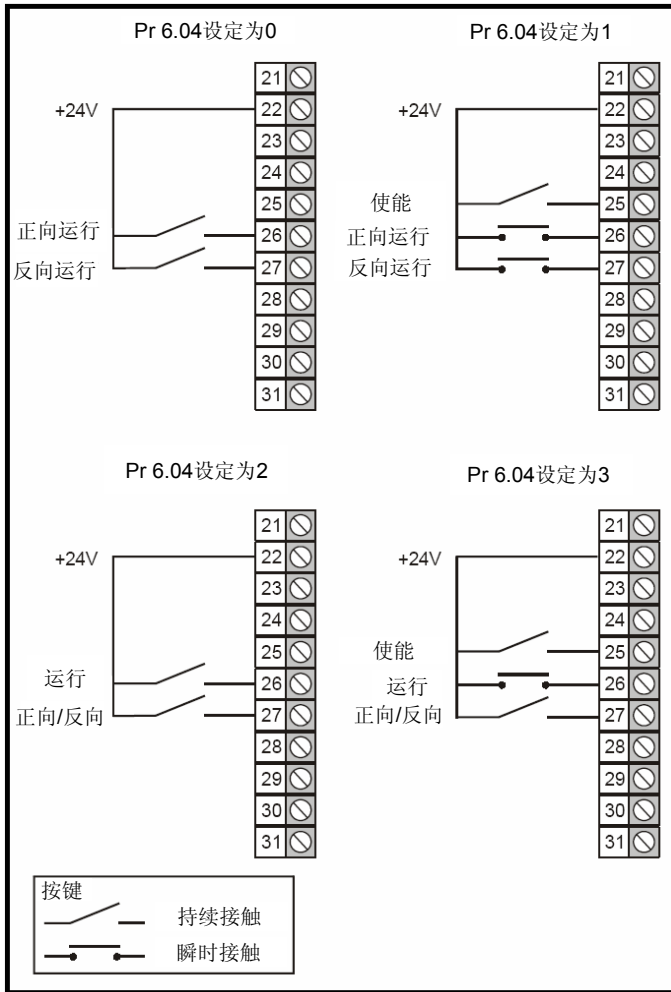 Pr 6.04设定为0
21
+24V 22
23
24
25
正向运行 26
反向运行 27
28
29
30
31
Pr 6.04设定为1
21
+24V 22
23
24
使能 25
正向运行 26
反向运行 27
28
29
30
31
Pr 6.04设定为2
21
+24V 22
23
24
25
运行 26
正向/反向 27
28
29
30
31
Pr 6.04设定为3
21
+24V 22
23
24
使能 25
运行 26
正向/反向 27
28
29
30
31
按键
持续接触
瞬时接触